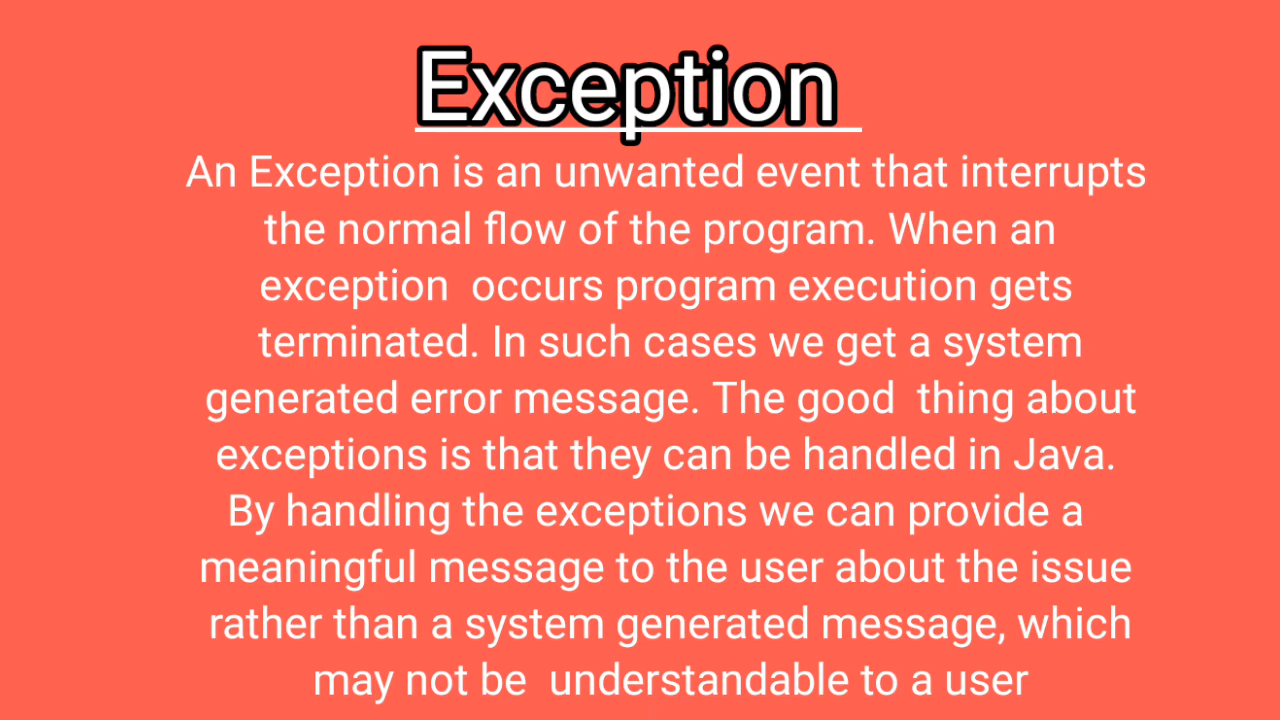 Exception
An Exception is an unwanted event that interrupts
the normal flow of the program. When an
exception  occurs program execution gets
terminated. In such cases we get a system
generated error message. The good  thing about
exceptions is that they can be handled in Java.
By handling the exceptions we can provide a
meaningful message to the user about the issue
rather than a system generated message, which
may not be  understandable to a user